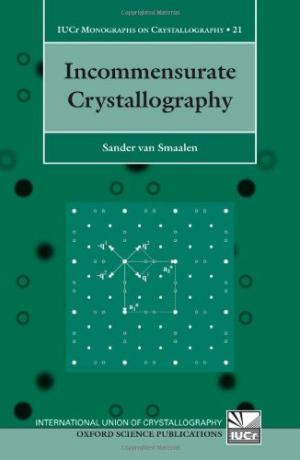 IUCr Monographs on Crystallography • 21
Incommensurate
Crystallography
Sander van Smaalen
INTERNATIONAL UNION OF CRYSTALLOGRAPHY
OXFORD SCIENCE PUBLICATIONS
IUCr